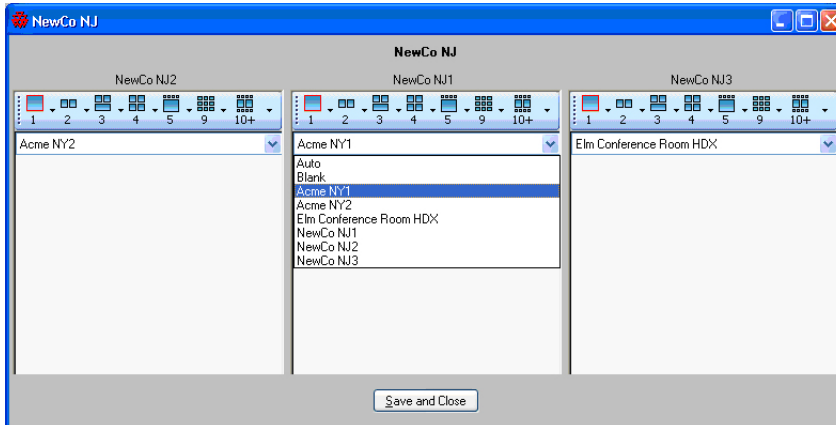 NewCo NJ
NewCo NJ
NewCo NJ2
NewCo NJ1
NewCo NJ3
1 2 3 4 5 9 10+
1 2 3 4 5 9 10+
1 2 3 4 5 9 10+
Acme NY2
Acme NY1
Elm Conference Room HDX
Auto
Blank
Acme NY1
Acme NY2
Elm Conference Room HDX
NewCo NJ1
NewCo NJ2
NewCo NJ3
Save and Close